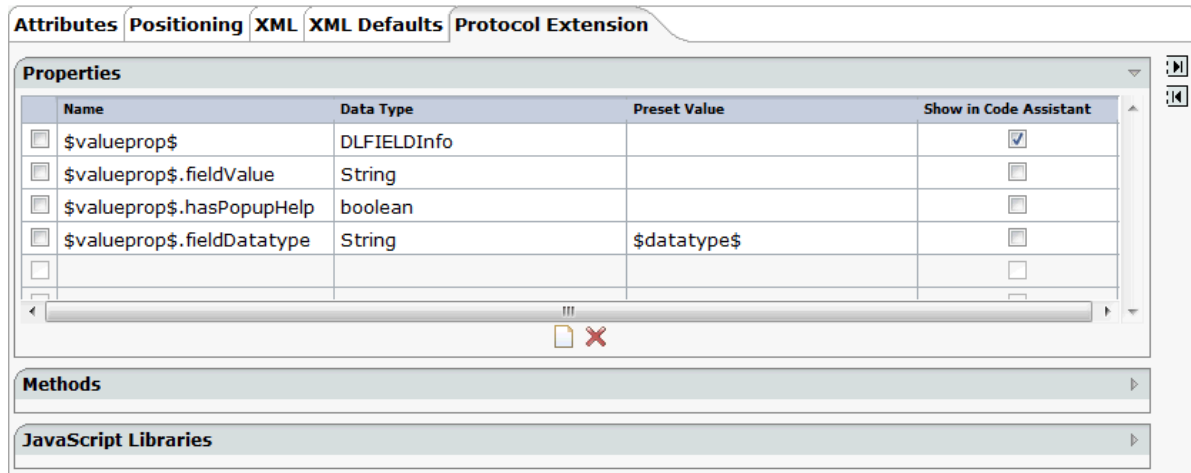 Attributes Positioning XML XML Defaults Protocol Extension
Properties
Name Data Type Preset Value Show in Code Assistant
$valueprop$ DLFIELDInfo
$valueprop$.fieldValue String
$valueprop$.hasPopupHelp boolean
$valueprop$.fieldDatatype String $datatype$
Methods
JavaScript Libraries